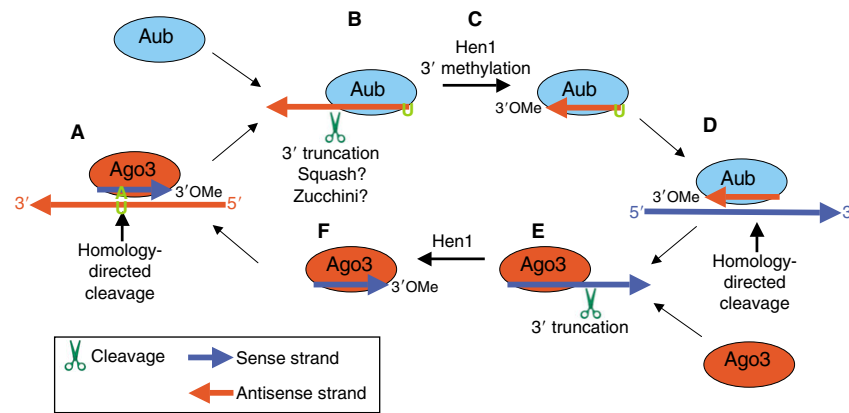 B
C
Aub
Hen1
3′ methylation
Aub
Aub
U
3′OMe
U
A
D
3′ truncation
Squash?
Zucchini?
Ago3
A
3′OMe
U
3′
5′
Aub
3′OMe
5′
3′
F
E
Hen1
Homology-
directed
cleavage
Ago3
3′OMe
Ago3
Homology-
directed
cleavage
3′ truncation
Cleavage
Sense strand
Antisense strand
Ago3